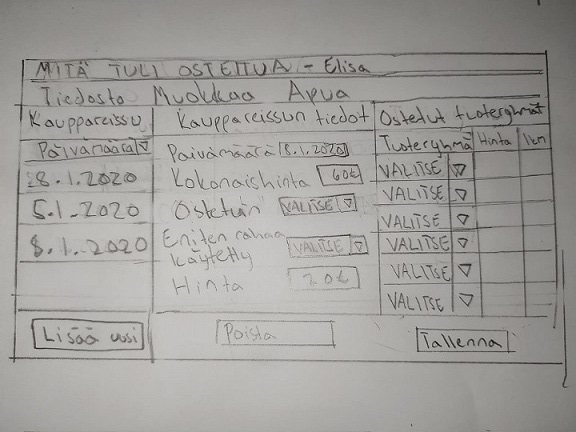 MITÄ TULI OSTETTUA - Elisa
Tiedosto Muokkaa Apua
Kauppareissu
Päivämäärä
8.1.2020
5.1.2020
8.1.2020
Lisää uusi
Kauppareissun tiedot
Päivämäärä 8.1.2020
Kokonaishinta 60€
Ostettiin VALITSE
Eniten rahaa
käytetty VALITSE
Hinta 20€
Poista
Ostetut tuoteryhmät
Tuoteryhmä Hinta
VALITSE
VALITSE
VALITSE
VALITSE
VALITSE
VALITSE
Tallenna